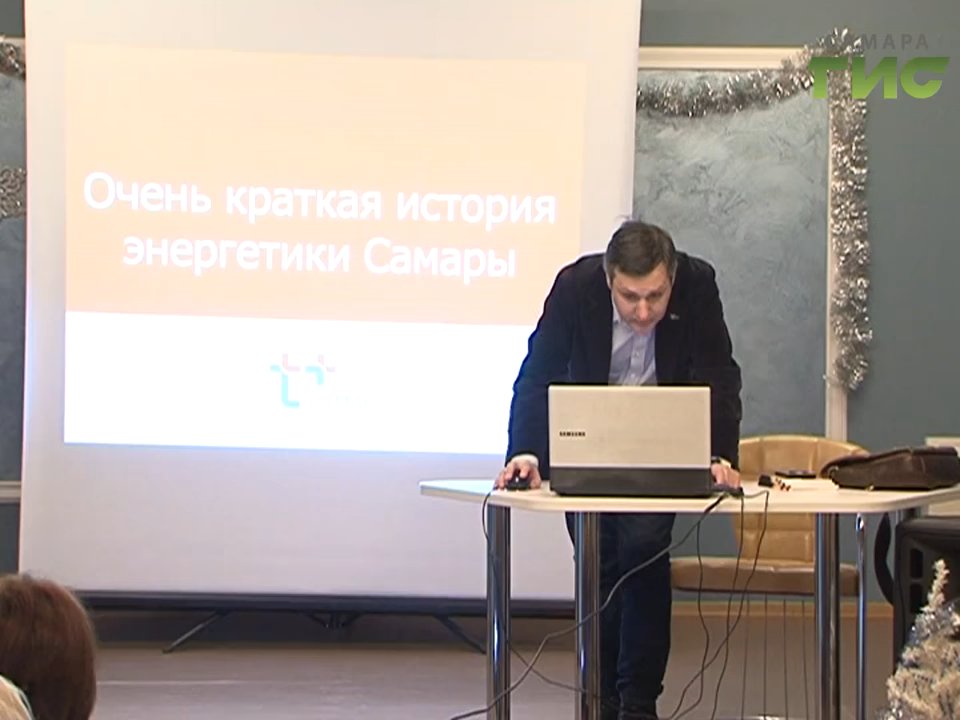 САМАРА
ГИС
Очень краткая история
энергетики Самары
SAMSUNG